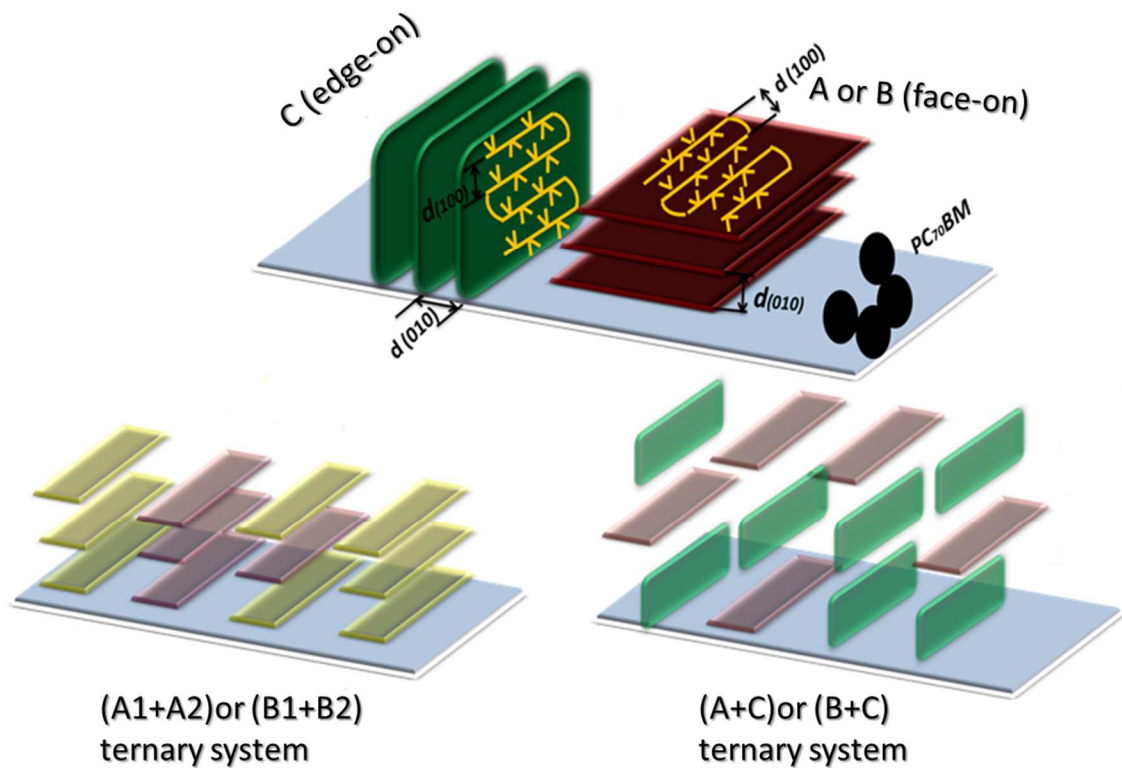 C (edge-on)
d (100)
A or B (face-on)
d(100)
PC₇₀BM
d(010)
d (010)
(A1+A2)or (B1+B2)
ternary system
(A+C)or (B+C)
ternary system